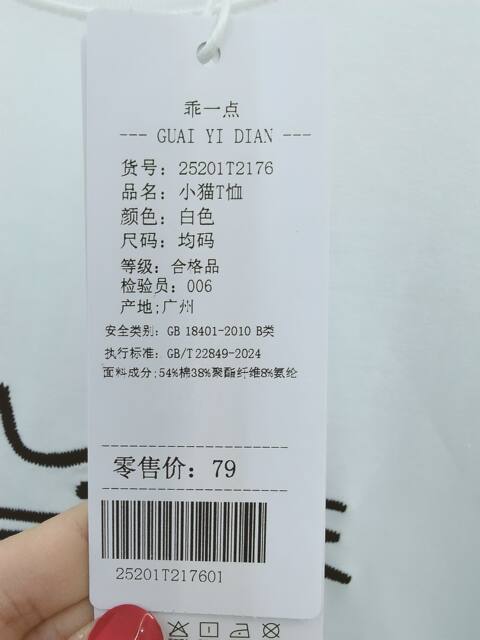 乖一点
--- GUAI YI DIAN ---
货号：25201T2176
品名：小猫T恤
颜色：白色
尺码：均码
等级：合格品
检验员：006
产地;广州
安全类别：GB 18401-2010 B类
执行标准：GB/T 22849-2024
面料成分;54%棉38%聚酯纤维8%氨纶
零售价：79
25201T217601